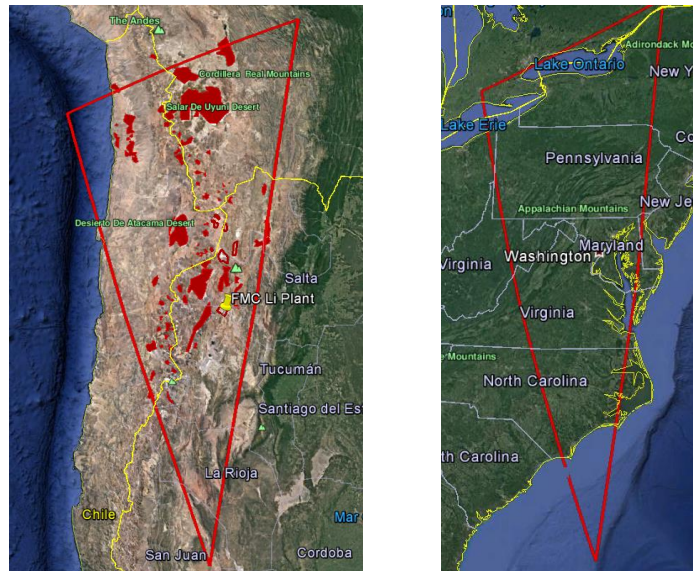 The Andes
Cordillera Real Mountains
Salar De Uyuni Desert
Desierto De Atacama Desert
Salta
FMC Li Plant
Tucumán
Santiago del Est
La Rioja
Chile
Mar
San Juan
Cordoba
Adirondack Mo
Lake Ontario
New Y
Lake Erie
Pennsylvania
Co
New Je
Appalachian Mountains
Maryland
Washington
Virginia
Virginia
e Mountains
North Carolina
th Carolina